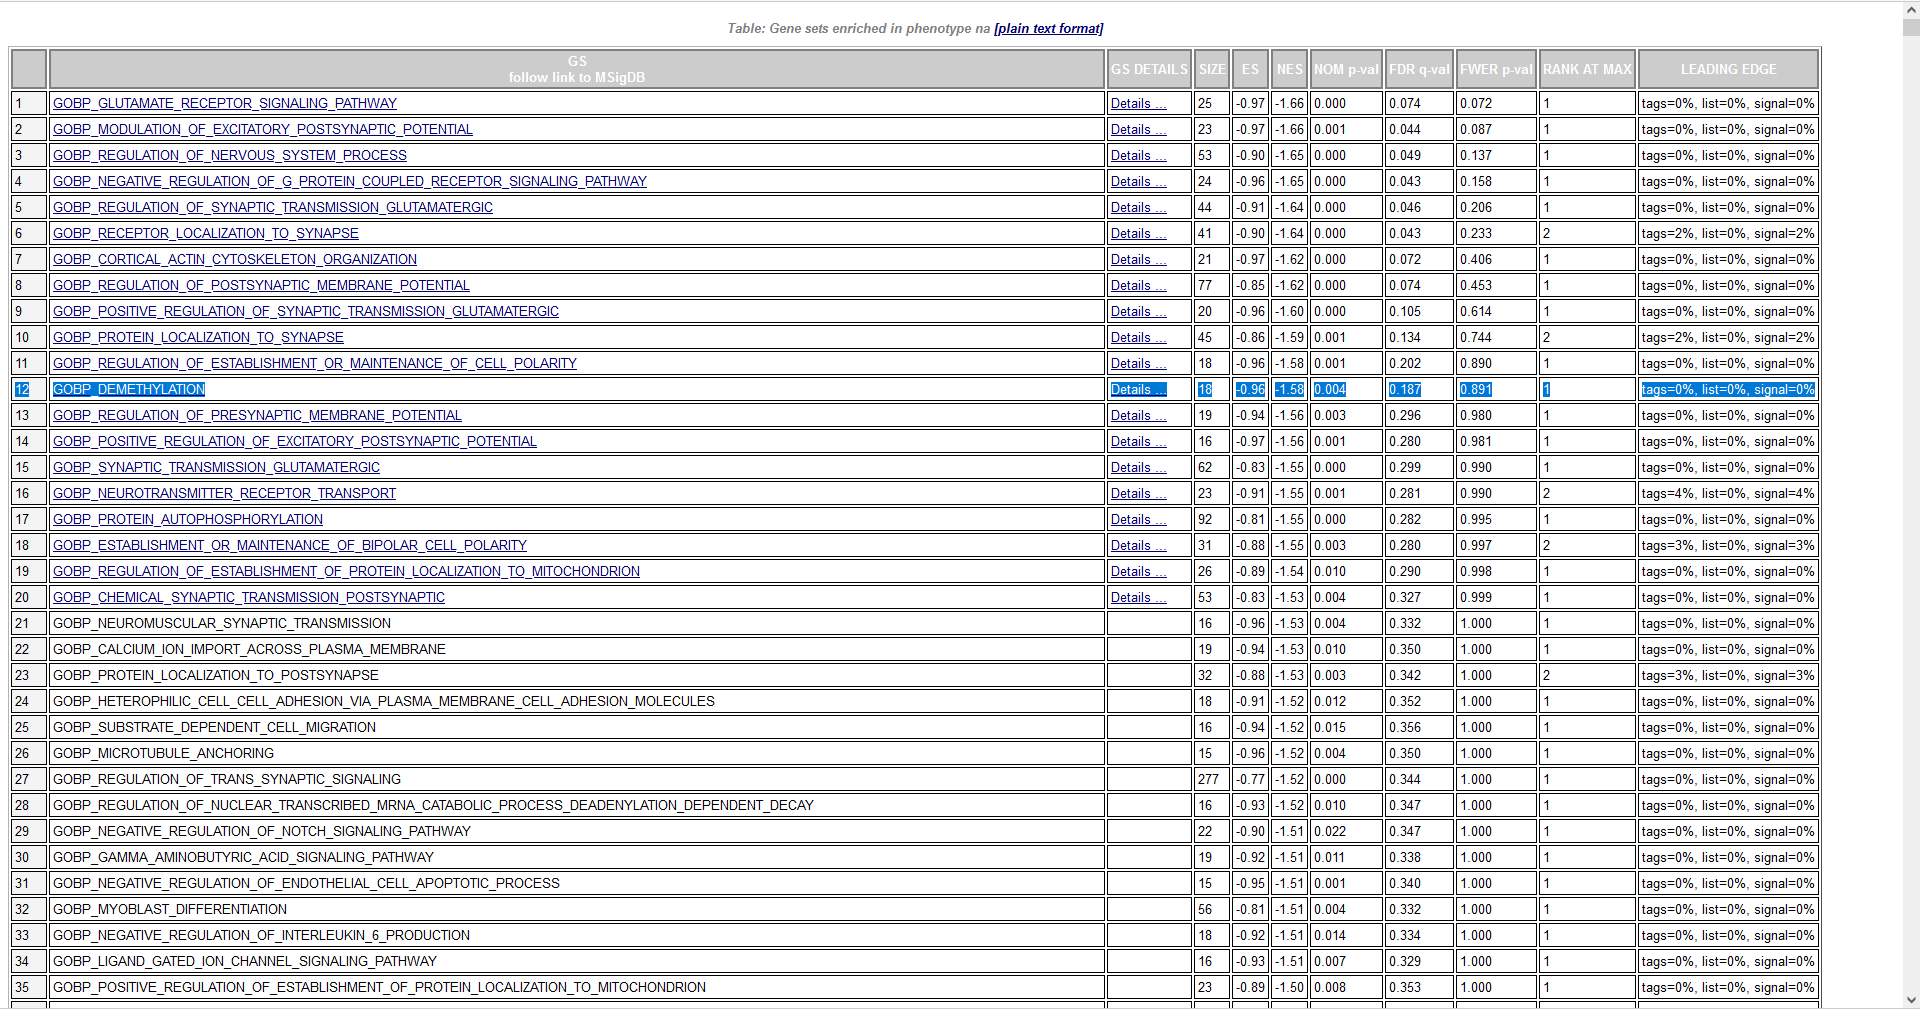 Table: Gene sets enriched in phenotype na [plain text format]
GS follow link to MSigDB GS DETAILS SIZE ES NES NOM p-val FDR q-val FWER p-val RANK AT MAX LEADING EDGE
1 GOBP_GLUTAMATE_RECEPTOR_SIGNALING_PATHWAY Details ... 25 -0.97 -1.66 0.000 0.074 0.072 1 tags=0%, list=0%, signal=0%
2 GOBP_MODULATION_OF_EXCITATORY_POSTSYNAPTIC_POTENTIAL Details ... 23 -0.97 -1.66 0.001 0.044 0.087 1 tags=0%, list=0%, signal=0%
3 GOBP_REGULATION_OF_NERVOUS_SYSTEM_PROCESS Details ... 53 -0.90 -1.65 0.000 0.049 0.137 1 tags=0%, list=0%, signal=0%
4 GOBP_NEGATIVE_REGULATION_OF_G_PROTEIN_COUPLED_RECEPTOR_SIGNALING_PATHWAY Details ... 24 -0.96 -1.65 0.000 0.043 0.158 1 tags=0%, list=0%, signal=0%
5 GOBP_REGULATION_OF_SYNAPTIC_TRANSMISSION_GLUTAMATERGIC Details ... 44 -0.91 -1.64 0.000 0.046 0.206 1 tags=0%, list=0%, signal=0%
6 GOBP_RECEPTOR_LOCALIZATION_TO_SYNAPSE Details ... 41 -0.90 -1.64 0.000 0.043 0.233 2 tags=2%, list=0%, signal=2%
7 GOBP_CORTICAL_ACTIN_CYTOSKELETON_ORGANIZATION Details ... 21 -0.97 -1.62 0.000 0.072 0.406 1 tags=0%, list=0%, signal=0%
8 GOBP_REGULATION_OF_POSTSYNAPTIC_MEMBRANE_POTENTIAL Details ... 77 -0.85 -1.62 0.000 0.074 0.453 1 tags=0%, list=0%, signal=0%
9 GOBP_POSITIVE_REGULATION_OF_SYNAPTIC_TRANSMISSION_GLUTAMATERGIC Details ... 20 -0.96 -1.60 0.000 0.105 0.614 1 tags=0%, list=0%, signal=0%
10 GOBP_PROTEIN_LOCALIZATION_TO_SYNAPSE Details ... 45 -0.86 -1.59 0.001 0.134 0.744 2 tags=2%, list=0%, signal=2%
11 GOBP_REGULATION_OF_ESTABLISHMENT_OR_MAINTENANCE_OF_CELL_POLARITY Details ... 18 -0.96 -1.58 0.001 0.202 0.890 1 tags=0%, list=0%, signal=0%
12 GOBP_DEMETHYLATION Details ... 18 -0.96 -1.58 0.004 0.187 0.891 1 tags=0%, list=0%, signal=0%
13 GOBP_REGULATION_OF_PRESYNAPTIC_MEMBRANE_POTENTIAL Details ... 19 -0.94 -1.56 0.003 0.296 0.980 1 tags=0%, list=0%, signal=0%
14 GOBP_POSITIVE_REGULATION_OF_EXCITATORY_POSTSYNAPTIC_POTENTIAL Details ... 16 -0.97 -1.56 0.001 0.280 0.981 1 tags=0%, list=0%, signal=0%
15 GOBP_SYNAPTIC_TRANSMISSION_GLUTAMATERGIC Details ... 62 -0.83 -1.55 0.000 0.299 0.990 1 tags=0%, list=0%, signal=0%
16 GOBP_NEUROTRANSMITTER_RECEPTOR_TRANSPORT Details ... 23 -0.91 -1.55 0.001 0.281 0.990 2 tags=4%, list=0%, signal=4%
17 GOBP_PROTEIN_AUTOPHOSPHORYLATION Details ... 92 -0.81 -1.55 0.000 0.282 0.995 1 tags=0%, list=0%, signal=0%
18 GOBP_ESTABLISHMENT_OR_MAINTENANCE_OF_BIPOLAR_CELL_POLARITY Details ... 31 -0.88 -1.55 0.003 0.280 0.997 2 tags=3%, list=0%, signal=3%
19 GOBP_REGULATION_OF_ESTABLISHMENT_OF_PROTEIN_LOCALIZATION_TO_MITOCHONDRION Details ... 26 -0.89 -1.54 0.010 0.290 0.998 1 tags=0%, list=0%, signal=0%
20 GOBP_CHEMICAL_SYNAPTIC_TRANSMISSION_POSTSYNAPTIC Details ... 53 -0.83 -1.53 0.004 0.327 0.999 1 tags=0%, list=0%, signal=0%
21 GOBP_NEUROMUSCULAR_SYNAPTIC_TRANSMISSION 16 -0.96 -1.53 0.004 0.332 1.000 1 tags=0%, list=0%, signal=0%
22 GOBP_CALCIUM_ION_IMPORT_ACROSS_PLASMA_MEMBRANE 19 -0.94 -1.53 0.010 0.350 1.000 1 tags=0%, list=0%, signal=0%
23 GOBP_PROTEIN_LOCALIZATION_TO_POSTSYNAPSE 32 -0.88 -1.53 0.003 0.342 1.000 2 tags=3%, list=0%, signal=3%
24 GOBP_HETEROPHILIC_CELL_CELL_ADHESION_VIA_PLASMA_MEMBRANE_CELL_ADHESION_MOLECULES 18 -0.91 -1.52 0.012 0.352 1.000 1 tags=0%, list=0%, signal=0%
25 GOBP_SUBSTRATE_DEPENDENT_CELL_MIGRATION 16 -0.94 -1.52 0.015 0.356 1.000 1 tags=0%, list=0%, signal=0%
26 GOBP_MICROTUBULE_ANCHORING 15 -0.96 -1.52 0.004 0.350 1.000 1 tags=0%, list=0%, signal=0%
27 GOBP_REGULATION_OF_TRANS_SYNAPTIC_SIGNALING 277 -0.77 -1.52 0.000 0.344 1.000 1 tags=0%, list=0%, signal=0%
28 GOBP_REGULATION_OF_NUCLEAR_TRANSCRIBED_MRNA_CATABOLIC_PROCESS_DEADENYLATION_DEPENDENT_DECAY 16 -0.93 -1.52 0.010 0.347 1.000 1 tags=0%, list=0%, signal=0%
29 GOBP_NEGATIVE_REGULATION_OF_NOTCH_SIGNALING_PATHWAY 22 -0.90 -1.51 0.022 0.347 1.000 1 tags=0%, list=0%, signal=0%
30 GOBP_GAMMA_AMINOBUTYRIC_ACID_SIGNALING_PATHWAY 19 -0.92 -1.51 0.011 0.338 1.000 1 tags=0%, list=0%, signal=0%
31 GOBP_NEGATIVE_REGULATION_OF_ENDOTHELIAL_CELL_APOPTOTIC_PROCESS 15 -0.95 -1.51 0.001 0.340 1.000 1 tags=0%, list=0%, signal=0%
32 GOBP_MYOBLAST_DIFFERENTIATION 56 -0.81 -1.51 0.004 0.332 1.000 1 tags=0%, list=0%, signal=0%
33 GOBP_NEGATIVE_REGULATION_OF_INTERLEUKIN_6_PRODUCTION 18 -0.92 -1.51 0.014 0.334 1.000 1 tags=0%, list=0%, signal=0%
34 GOBP_LIGAND_GATED_ION_CHANNEL_SIGNALING_PATHWAY 16 -0.93 -1.51 0.007 0.329 1.000 1 tags=0%, list=0%, signal=0%
35 GOBP_POSITIVE_REGULATION_OF_ESTABLISHMENT_OF_PROTEIN_LOCALIZATION_TO_MITOCHONDRION 23 -0.89 -1.50 0.008 0.353 1.000 1 tags=0%, list=0%, signal=0%